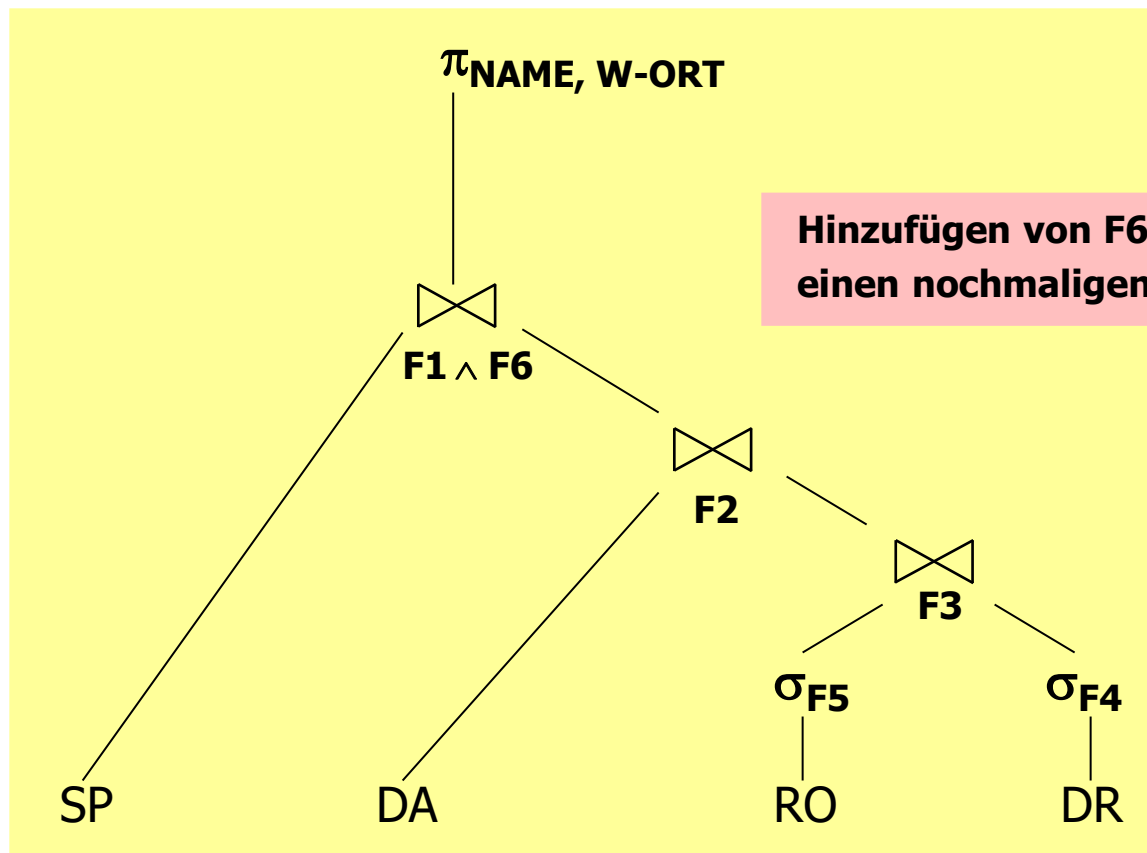 πNAME, W-ORT
Hinzufügen von F6
einen nochmaligen
F1 ∧ F6
F2
F3
σF5 σF4
SP DA RO DR